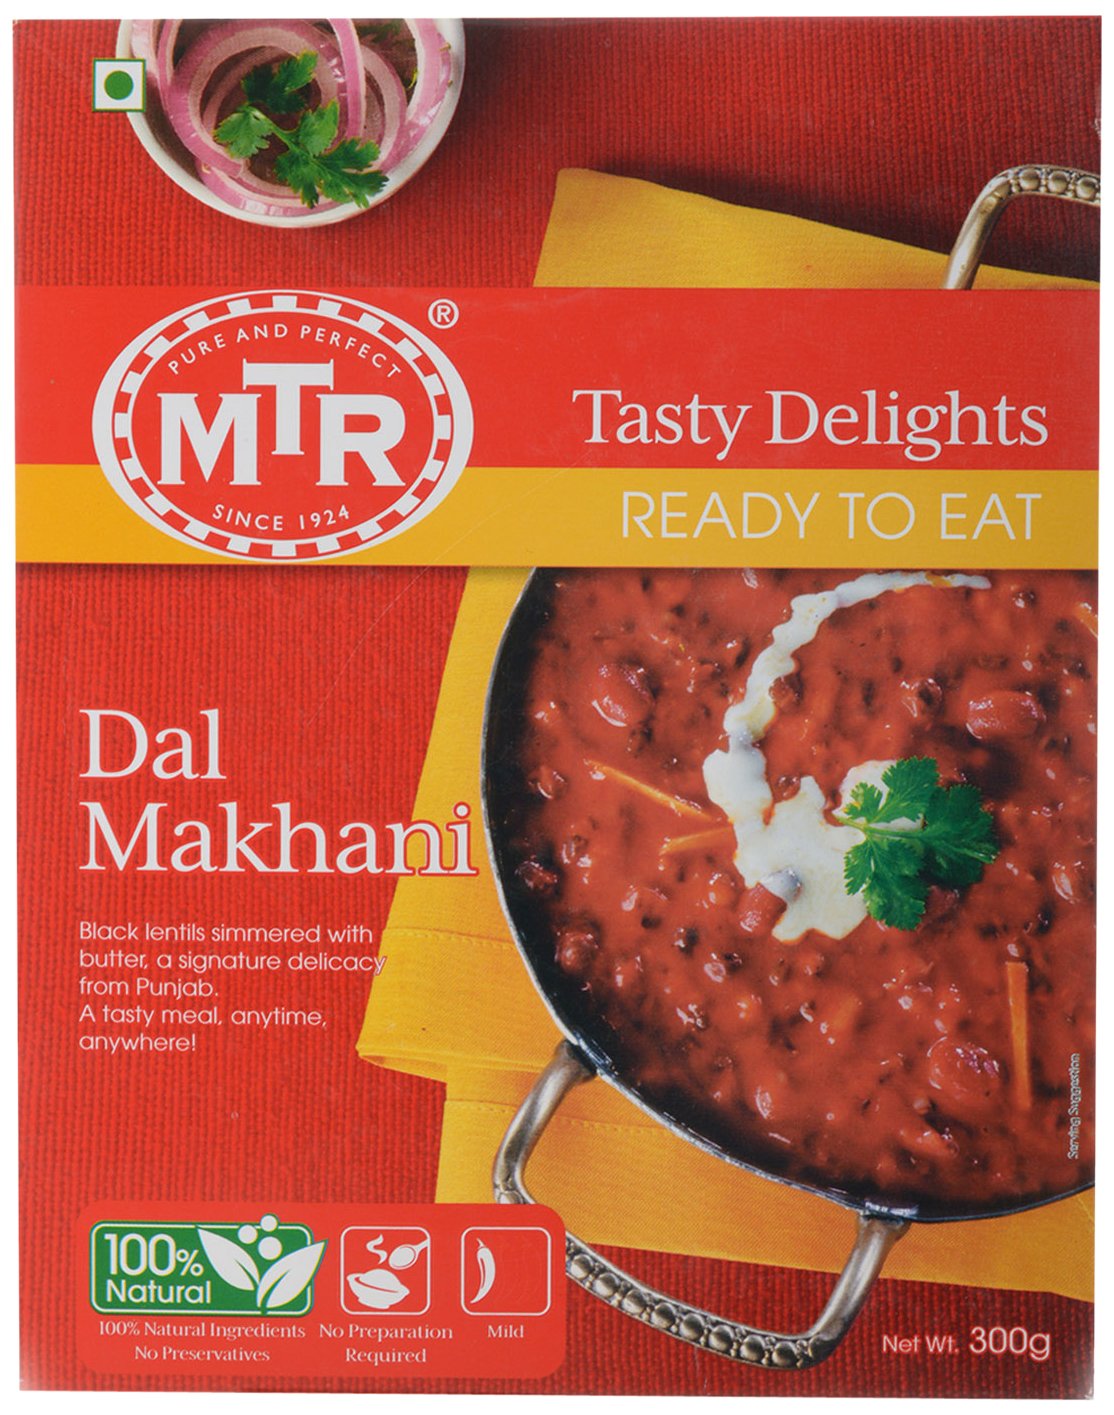 PURE AND PERFECT
MTR
®
SINCE 1924
Tasty Delights
READY TO EAT
Dal
Makhani
Black lentils simmered with
butter, a signature delicacy
from Punjab.
A tasty meal, anytime,
anywhere!
Serving Suggestion
100%
Natural
100% Natural Ingredients
No Preservatives
No Preparation
Required
Mild
Net Wt. 300g